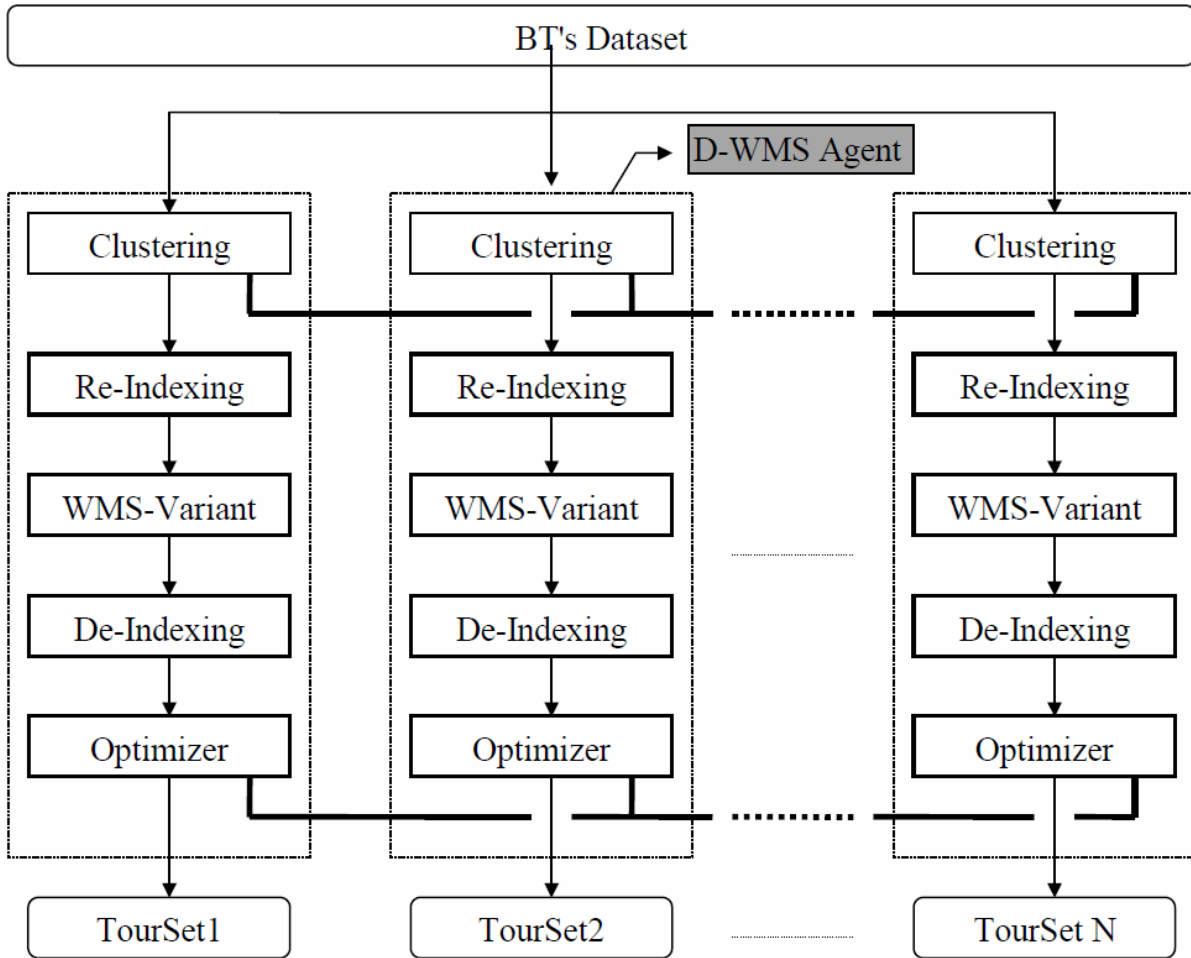 BT's Dataset
D-WMS Agent
Clustering
Clustering
Clustering
Re-Indexing
Re-Indexing
Re-Indexing
WMS-Variant
WMS-Variant
WMS-Variant
De-Indexing
De-Indexing
De-Indexing
Optimizer
Optimizer
Optimizer
TourSet1
TourSet2
TourSet N